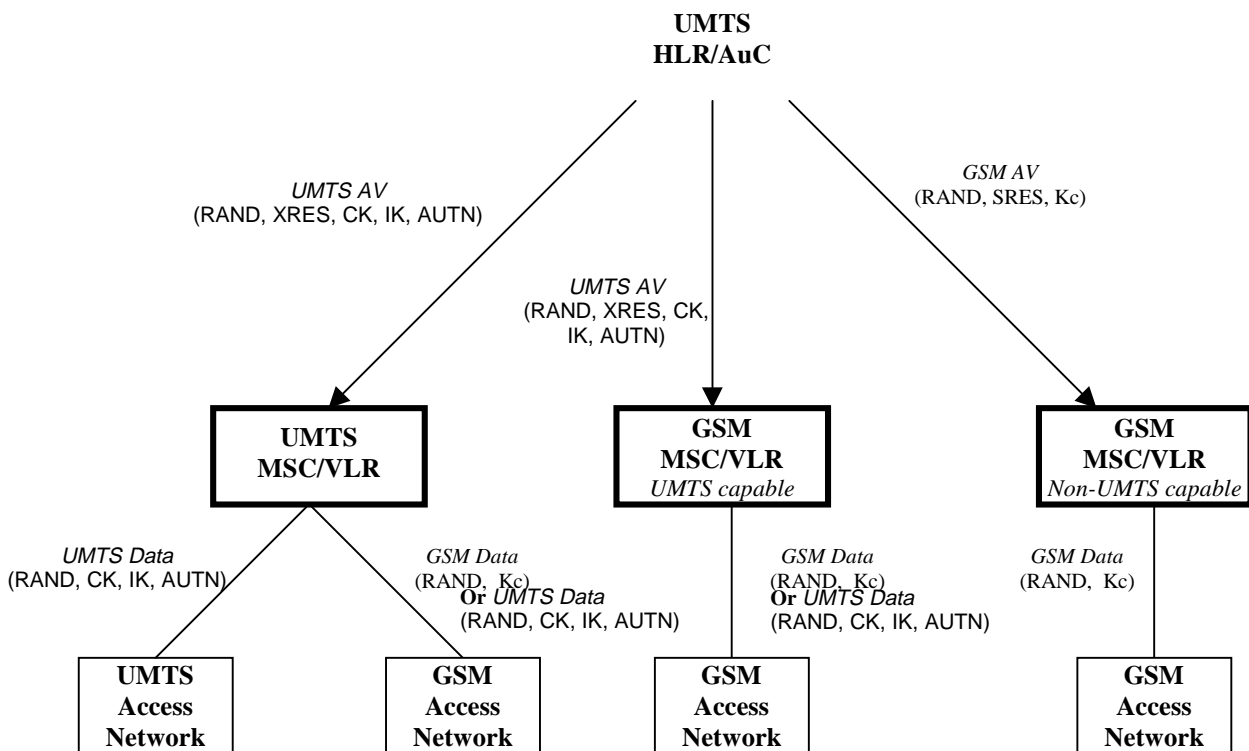 UMTS
HLR/AuC
UMTS AV
(RAND, XRES, CK, IK, AUTN)
GSM AV
(RAND, SRES, Kc)
UMTS AV
(RAND, XRES, CK,
IK, AUTN)
UMTS
MSC/VLR
GSM
MSC/VLR
UMTS capable
GSM
MSC/VLR
Non-UMTS capable
UMTS Data
(RAND, CK, IK, AUTN)
GSM Data
(RAND, Kc)
Or UMTS Data
(RAND, CK, IK, AUTN)
GSM Data
(RAND, Kc)
Or UMTS Data
(RAND, CK, IK, AUTN)
GSM Data
(RAND, Kc)
UMTS
Access
Network
GSM
Access
Network
GSM
Access
Network
GSM
Access
Network